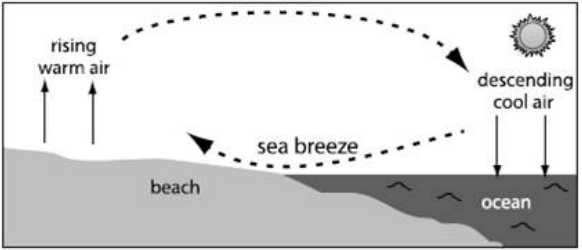 rising
warm air
descending
cool air
sea breeze
beach
ocean